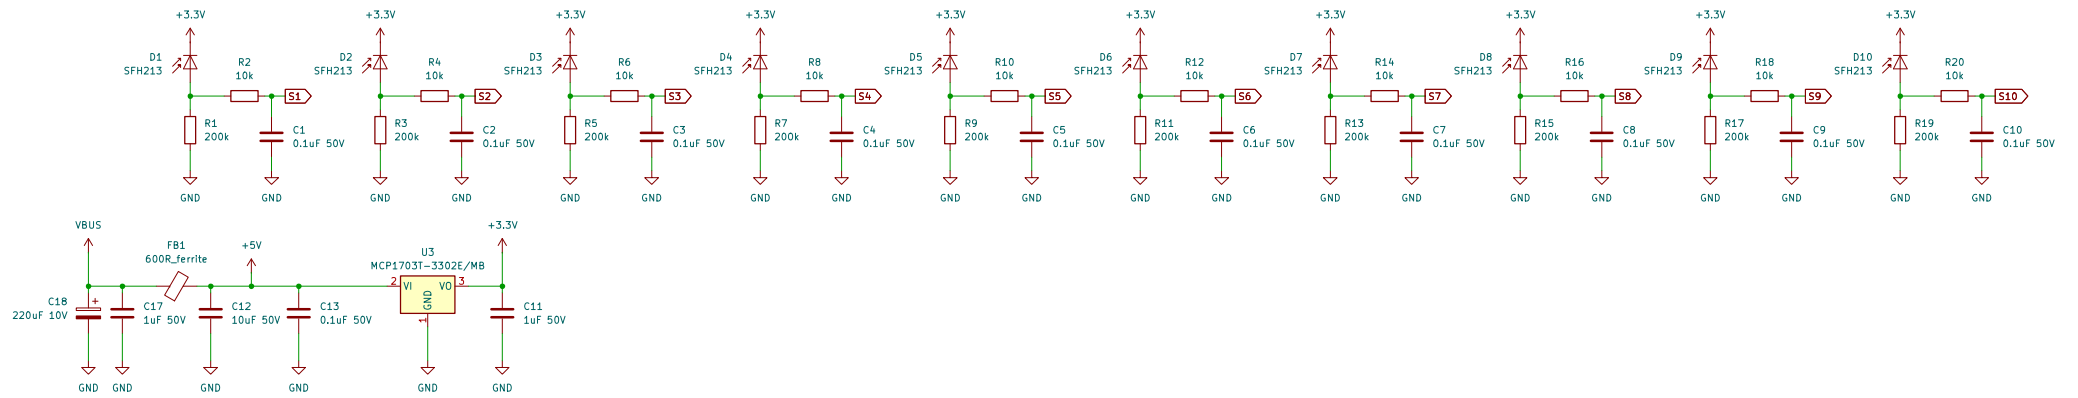 +3.3V +3.3V +3.3V +3.3V +3.3V +3.3V +3.3V +3.3V +3.3V +3.3V
D1 D2 D3 D4 D5 D6 D7 D8 D9 D10
SFH213 SFH213 SFH213 SFH213 SFH213 SFH213 SFH213 SFH213 SFH213 SFH213
R2 R4 R6 R8 R10 R12 R14 R16 R18 R20
10k 10k 10k 10k 10k 10k 10k 10k 10k 10k
S1 S2 S3 S4 S5 S6 S7 S8 S9 S10
R1 R3 R5 R7 R9 R11 R13 R15 R17 R19
200k 200k 200k 200k 200k 200k 200k 200k 200k 200k
C1 C2 C3 C4 C5 C6 C7 C8 C9 C10
0.1uF 50V 0.1uF 50V 0.1uF 50V 0.1uF 50V 0.1uF 50V 0.1uF 50V 0.1uF 50V 0.1uF 50V 0.1uF 50V 0.1uF 50V
GND GND GND GND GND GND GND GND GND GND GND GND GND GND GND GND GND GND GND GND
VBUS +3.3V
FB1 +5V
600R_ferrite
U3
MCP1703T-3302E/MB
2 VI VO 3
GND
1
C18 +
220uF 10V
C17
1uF 50V
C12
10uF 50V
C13
0.1uF 50V
C11
1uF 50V
GND GND GND GND GND GND